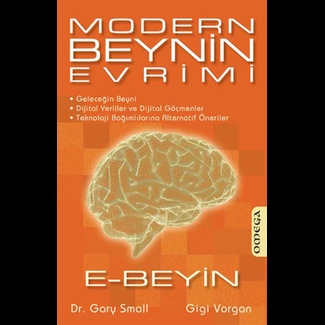 MODERN
BEYNİN
EVRİMİ
• Geleceğin Beyni
• Dijital Yerliler ve Dijital Göçmenler
• Teknoloji Bağımlılarına Alternatif Öneriler
OMEGA
E-BEYİN
Dr. Gary Small Gigi Vorgan